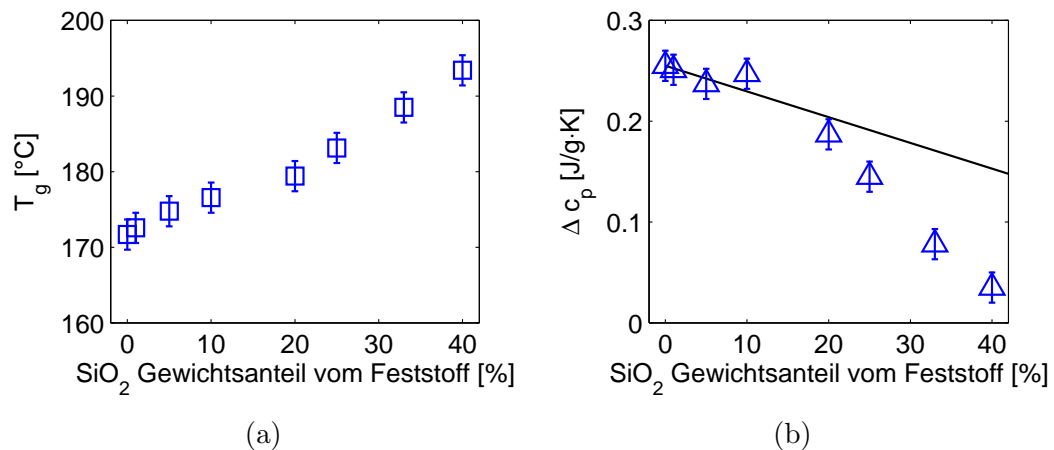 200
190
180
170
160
T_g [°C]
0 10 20 30 40
SiO_2 Gewichtsanteil vom Feststoff [%]
(a)
0.3
0.2
0.1
0
Δ c_p [J/g·K]
0 10 20 30 40
SiO_2 Gewichtsanteil vom Feststoff [%]
(b)